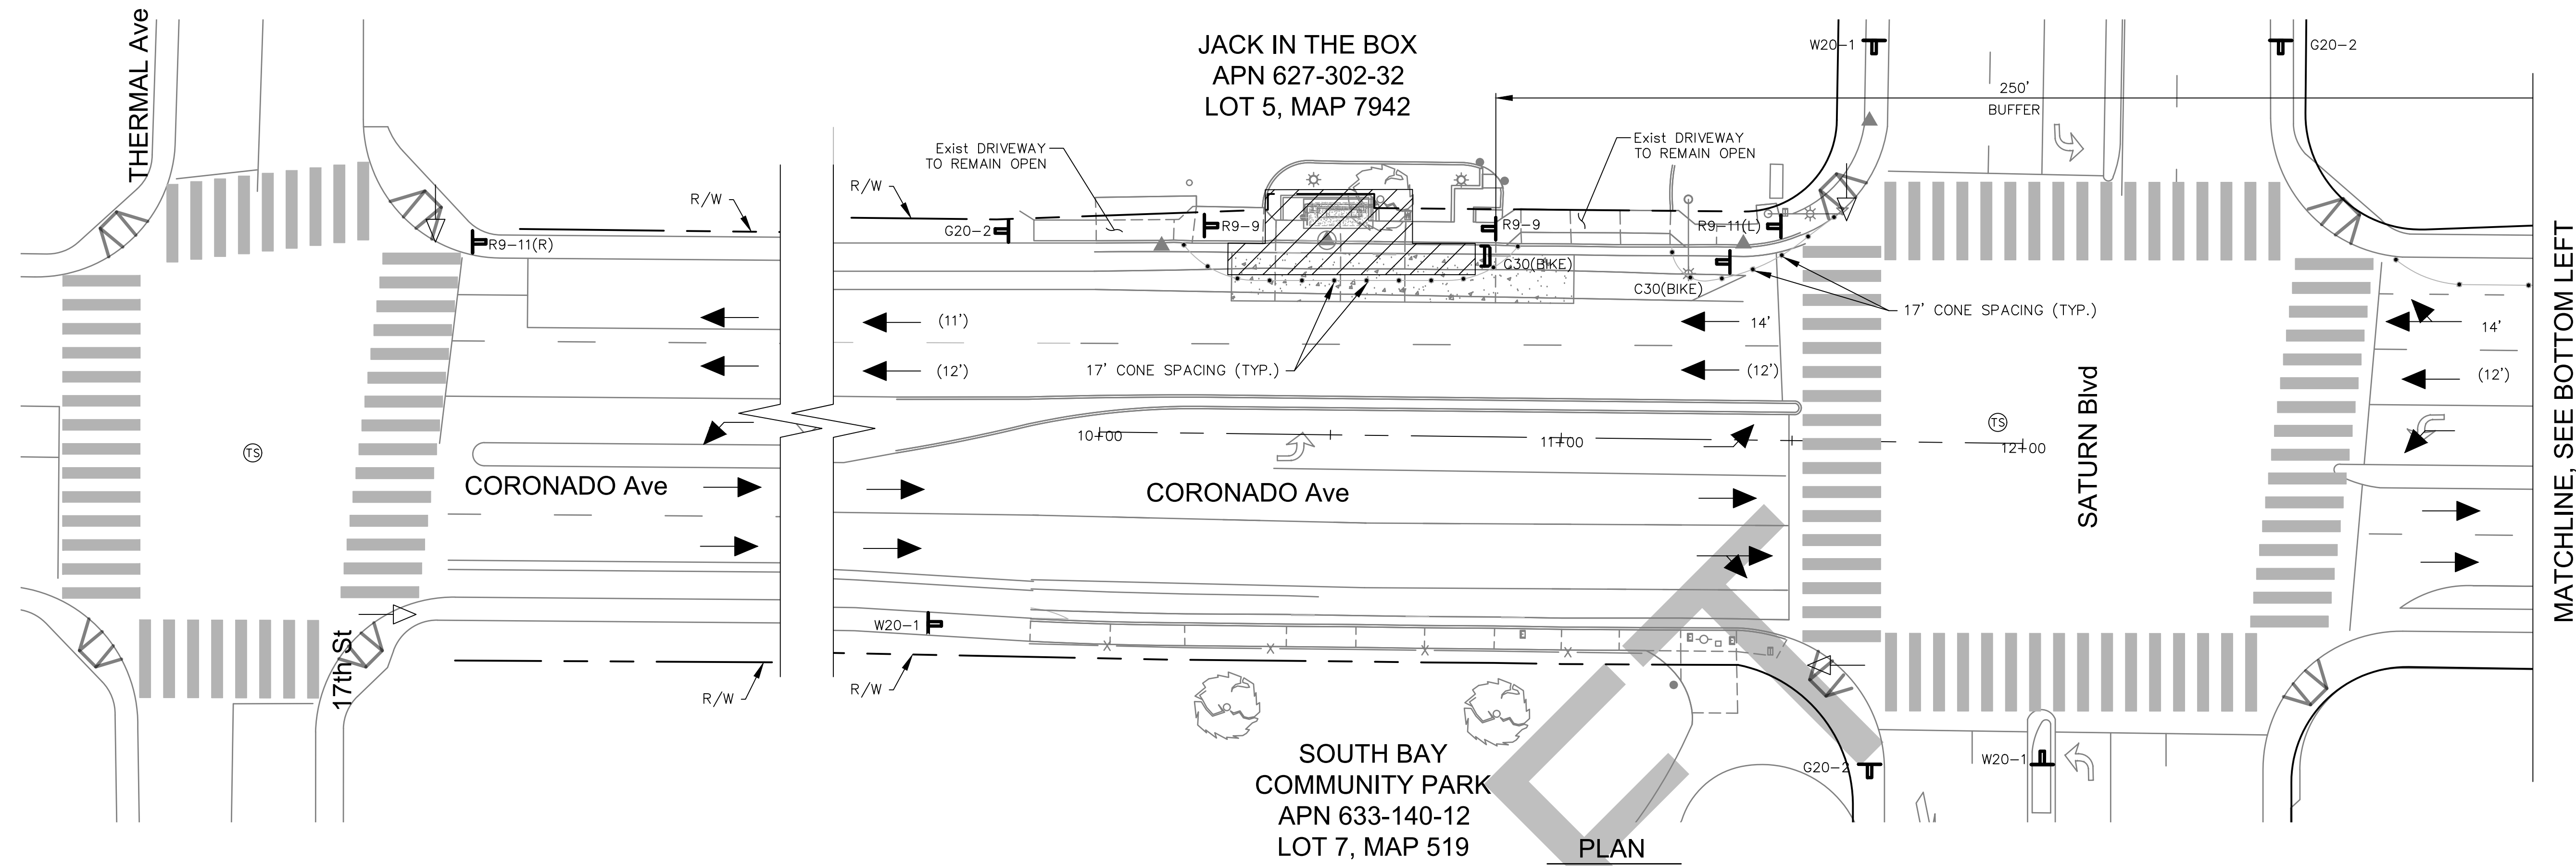 THERMAL Ave
JACK IN THE BOX
APN 627-302-32
LOT 5, MAP 7942
W20-1
G20-2
250'
BUFFER
Exist DRIVEWAY
TO REMAIN OPEN
Exist DRIVEWAY
TO REMAIN OPEN
R/W
R/W
G20-2
R9-9
R9-9
R9-11(L)
R9-11(R)
C30(BIKE)
C30(BIKE)
17' CONE SPACING (TYP.)
(11')
14'
14'
17' CONE SPACING (TYP.)
(12')
(12')
(12')
MATCHLINE, SEE BOTTOM LEFT
SATURN Blvd
TS
TS
10+00
11+00
12+00
CORONADO Ave
CORONADO Ave
17th St
W20-1
R/W
R/W
SOUTH BAY
COMMUNITY PARK
APN 633-140-12
LOT 7, MAP 519
G20-2
W20-1
PLAN